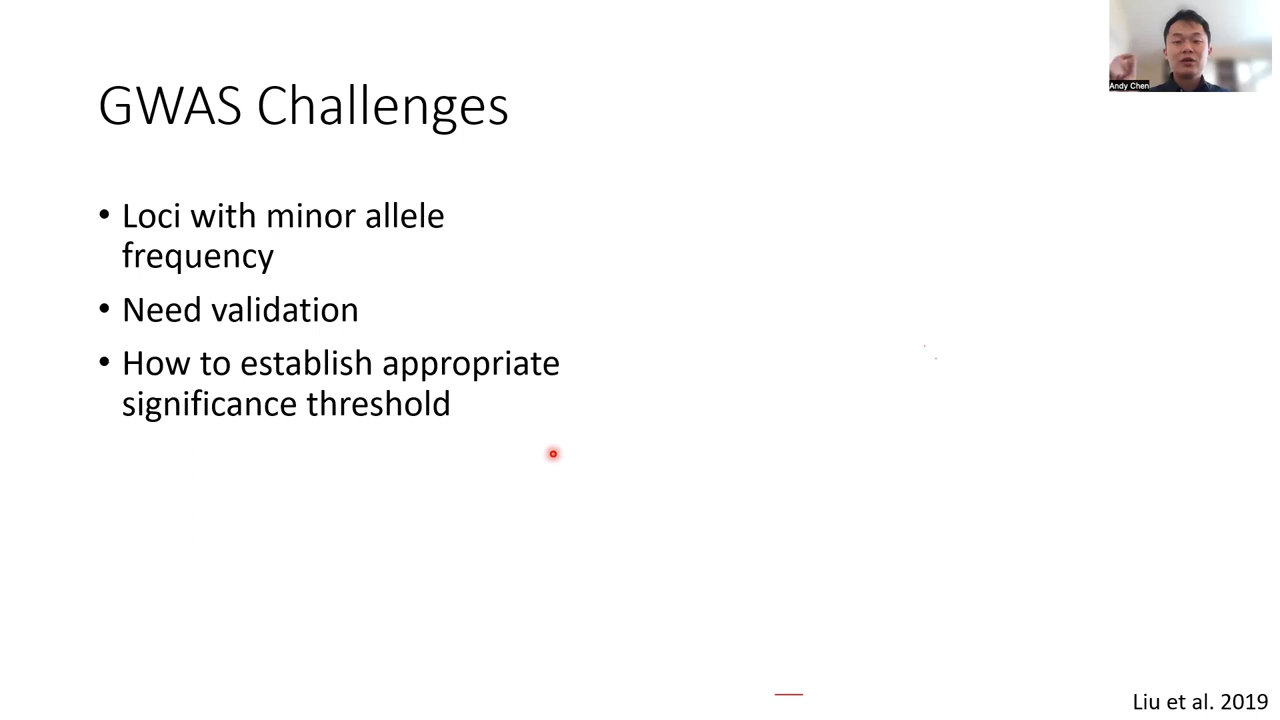 Andy Chen
GWAS Challenges
• Loci with minor allele
frequency
• Need validation
• How to establish appropriate
significance threshold
Liu et al. 2019